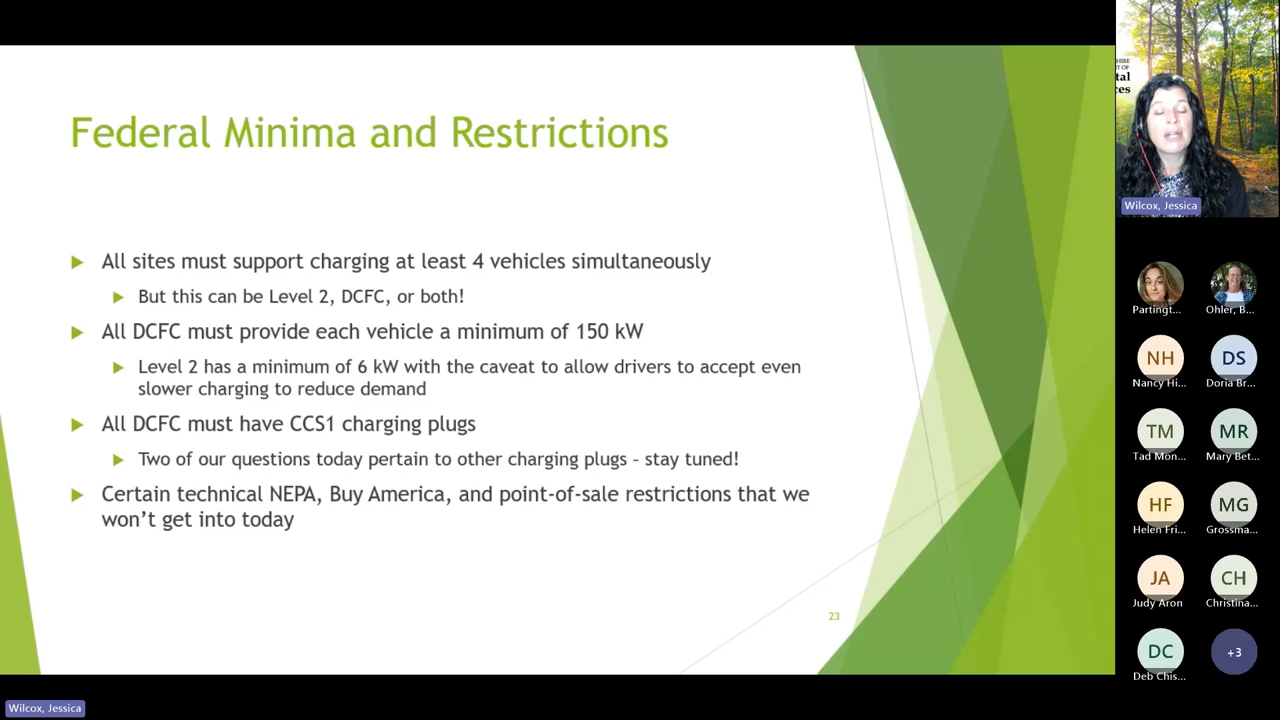 Federal Minima and Restrictions
All sites must support charging at least 4 vehicles simultaneously
But this can be Level 2, DCFC, or both!
All DCFC must provide each vehicle a minimum of 150 kW
Level 2 has a minimum of 6 kW with the caveat to allow drivers to accept even
slower charging to reduce demand
All DCFC must have CCS1 charging plugs
Two of our questions today pertain to other charging plugs – stay tuned!
Certain technical NEPA, Buy America, and point-of-sale restrictions that we
won't get into today
23
Wilcox, Jessica
HIRE
T OF
tal
ces
Wilcox, Jessica
Partingt...
Ohler, B...
NH
DS
Nancy Hi...
Doria Br...
TM
MR
Tad Mon...
Mary Bet...
HF
MG
Helen Fri...
Grossma...
JA
CH
Judy Aron
Christina...
DC
+3
Deb Chis...